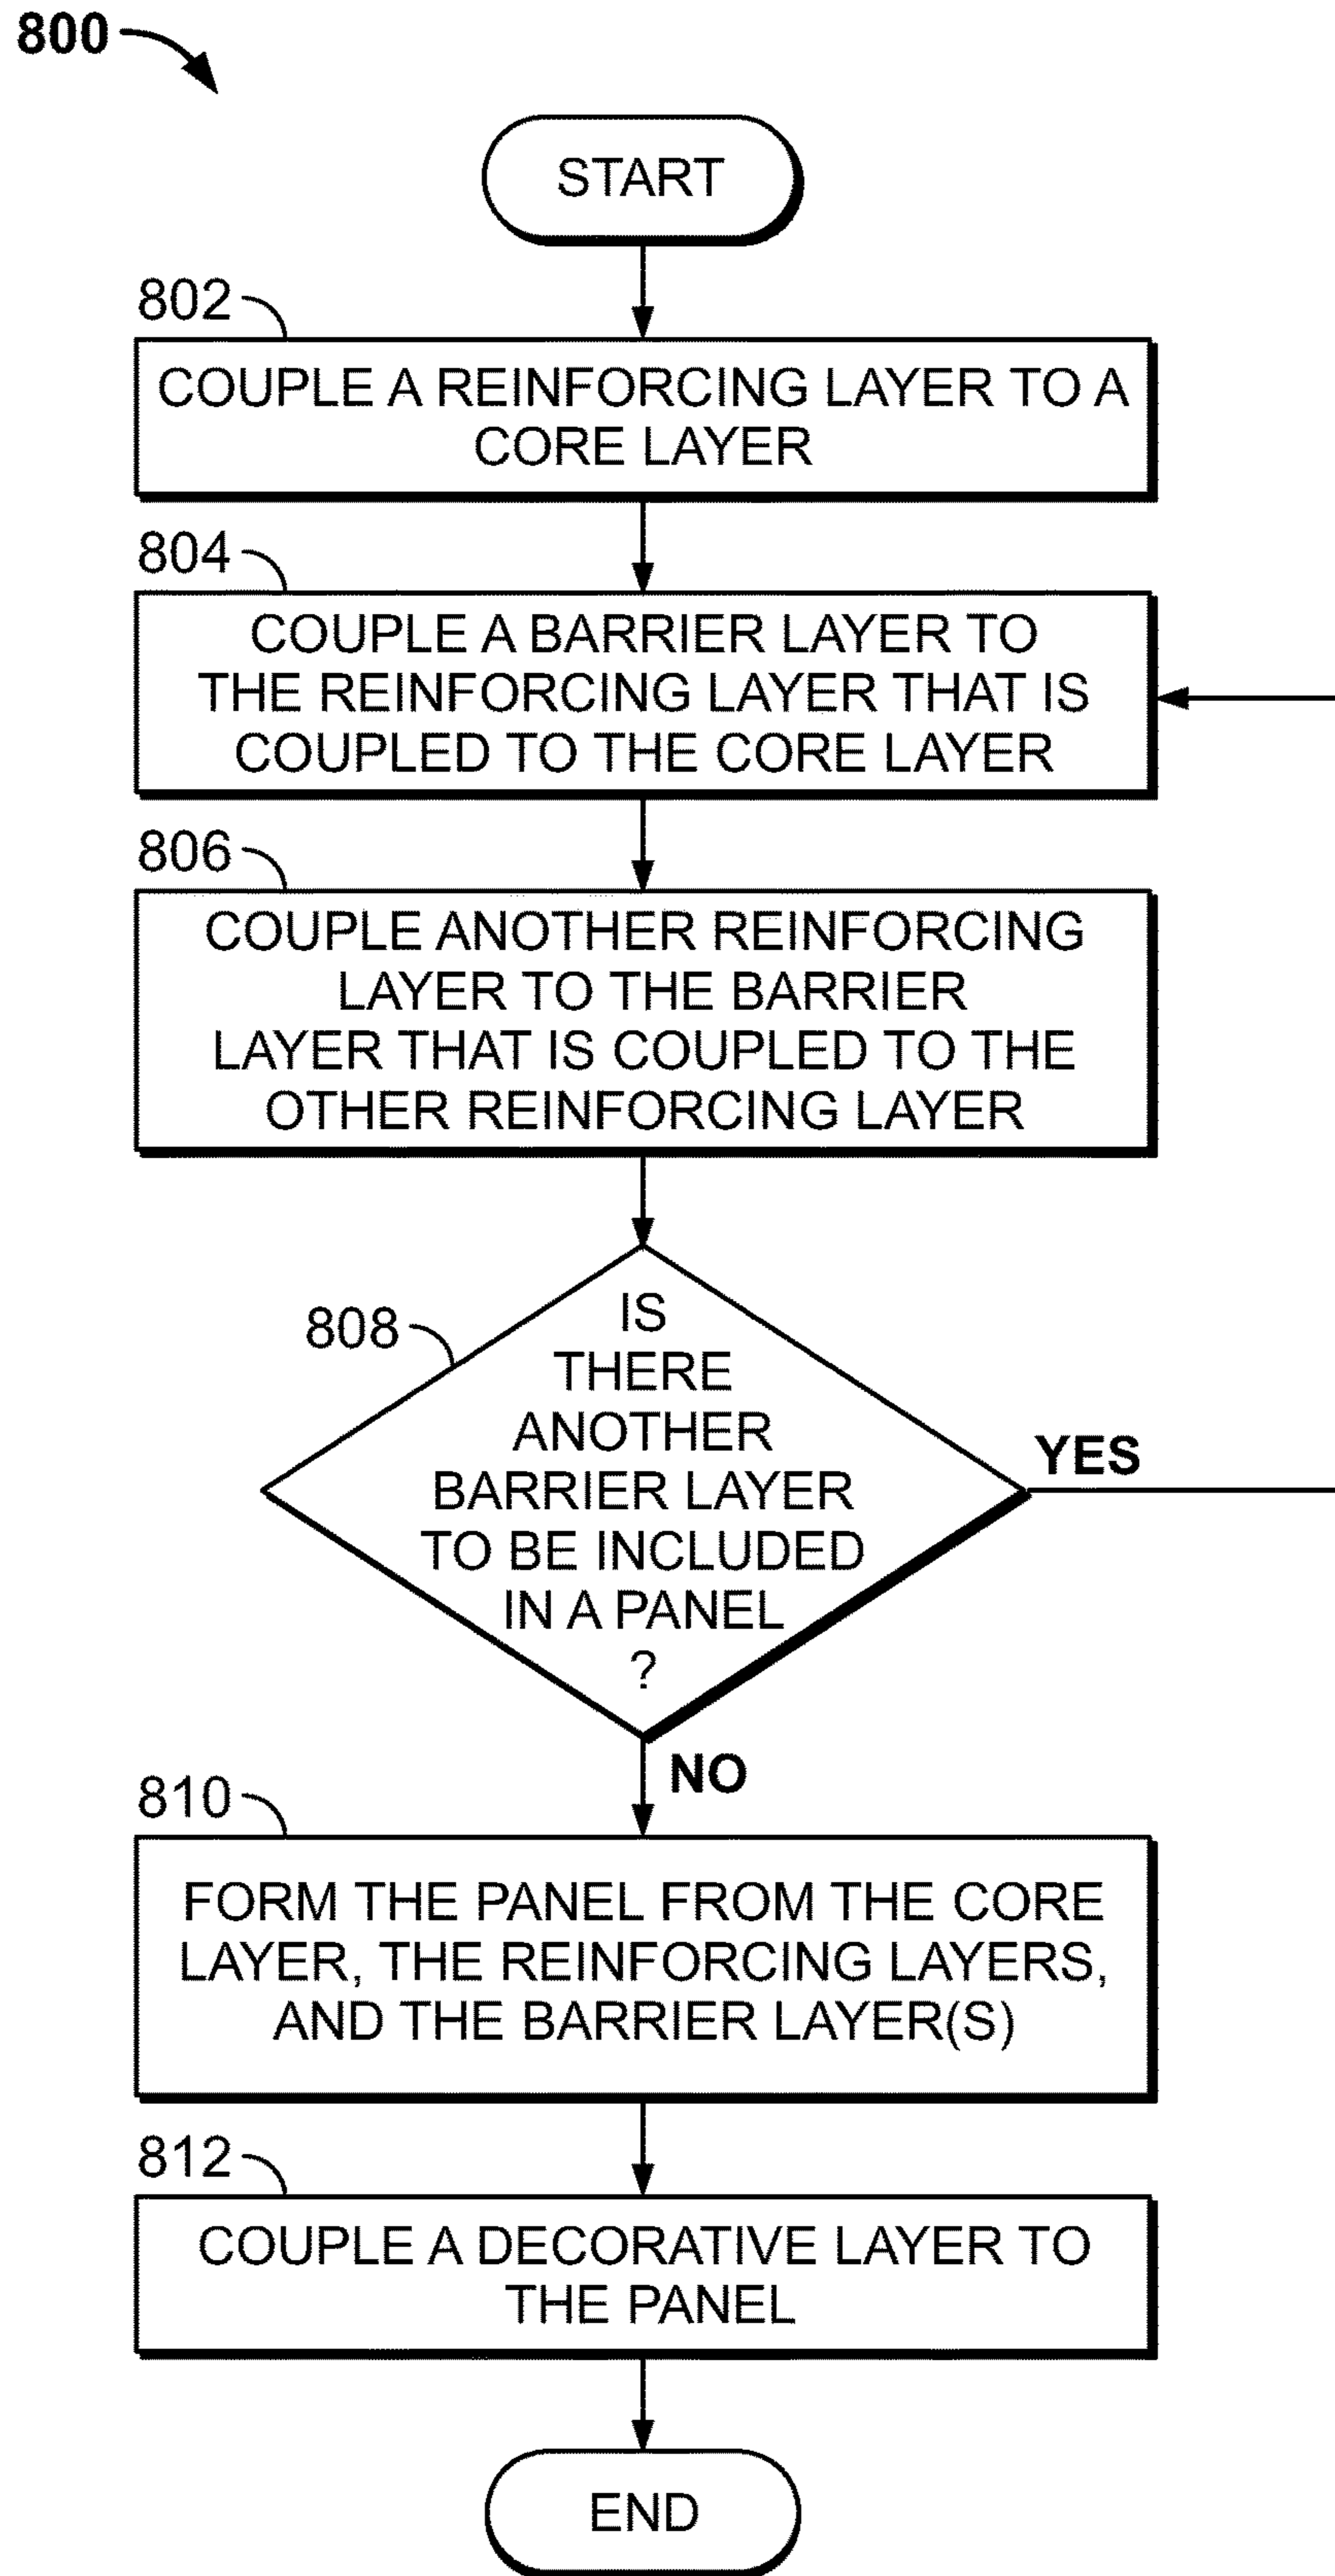 800
START
802
COUPLE A REINFORCING LAYER TO A
CORE LAYER
804
COUPLE A BARRIER LAYER TO
THE REINFORCING LAYER THAT IS
COUPLED TO THE CORE LAYER
806
COUPLE ANOTHER REINFORCING
LAYER TO THE BARRIER
LAYER THAT IS COUPLED TO THE
OTHER REINFORCING LAYER
808
IS
THERE
ANOTHER
BARRIER LAYER
TO BE INCLUDED
IN A PANEL
?
YES
NO
810
FORM THE PANEL FROM THE CORE
LAYER, THE REINFORCING LAYERS,
AND THE BARRIER LAYER(S)
812
COUPLE A DECORATIVE LAYER TO
THE PANEL
END